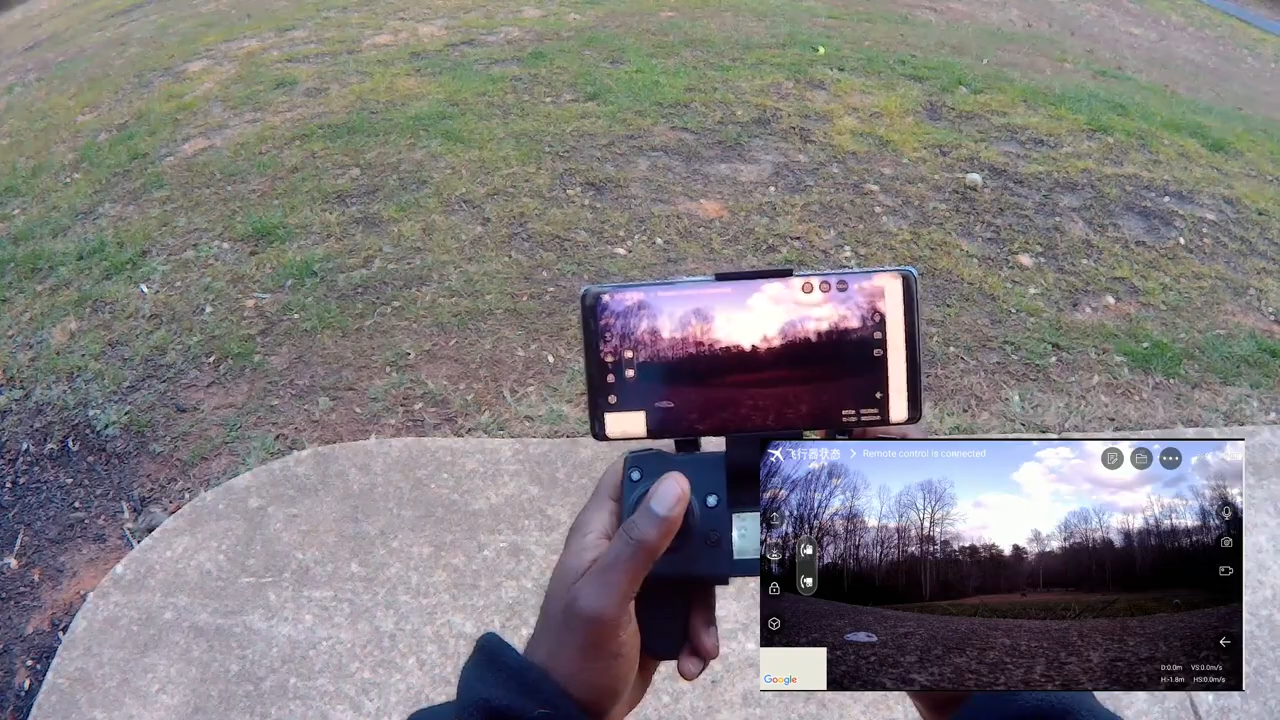 飞行器状态 > Remote control is connected
Google
D:0.0m VS:0.0m/s
H:-1.8m HS:0.0m/s